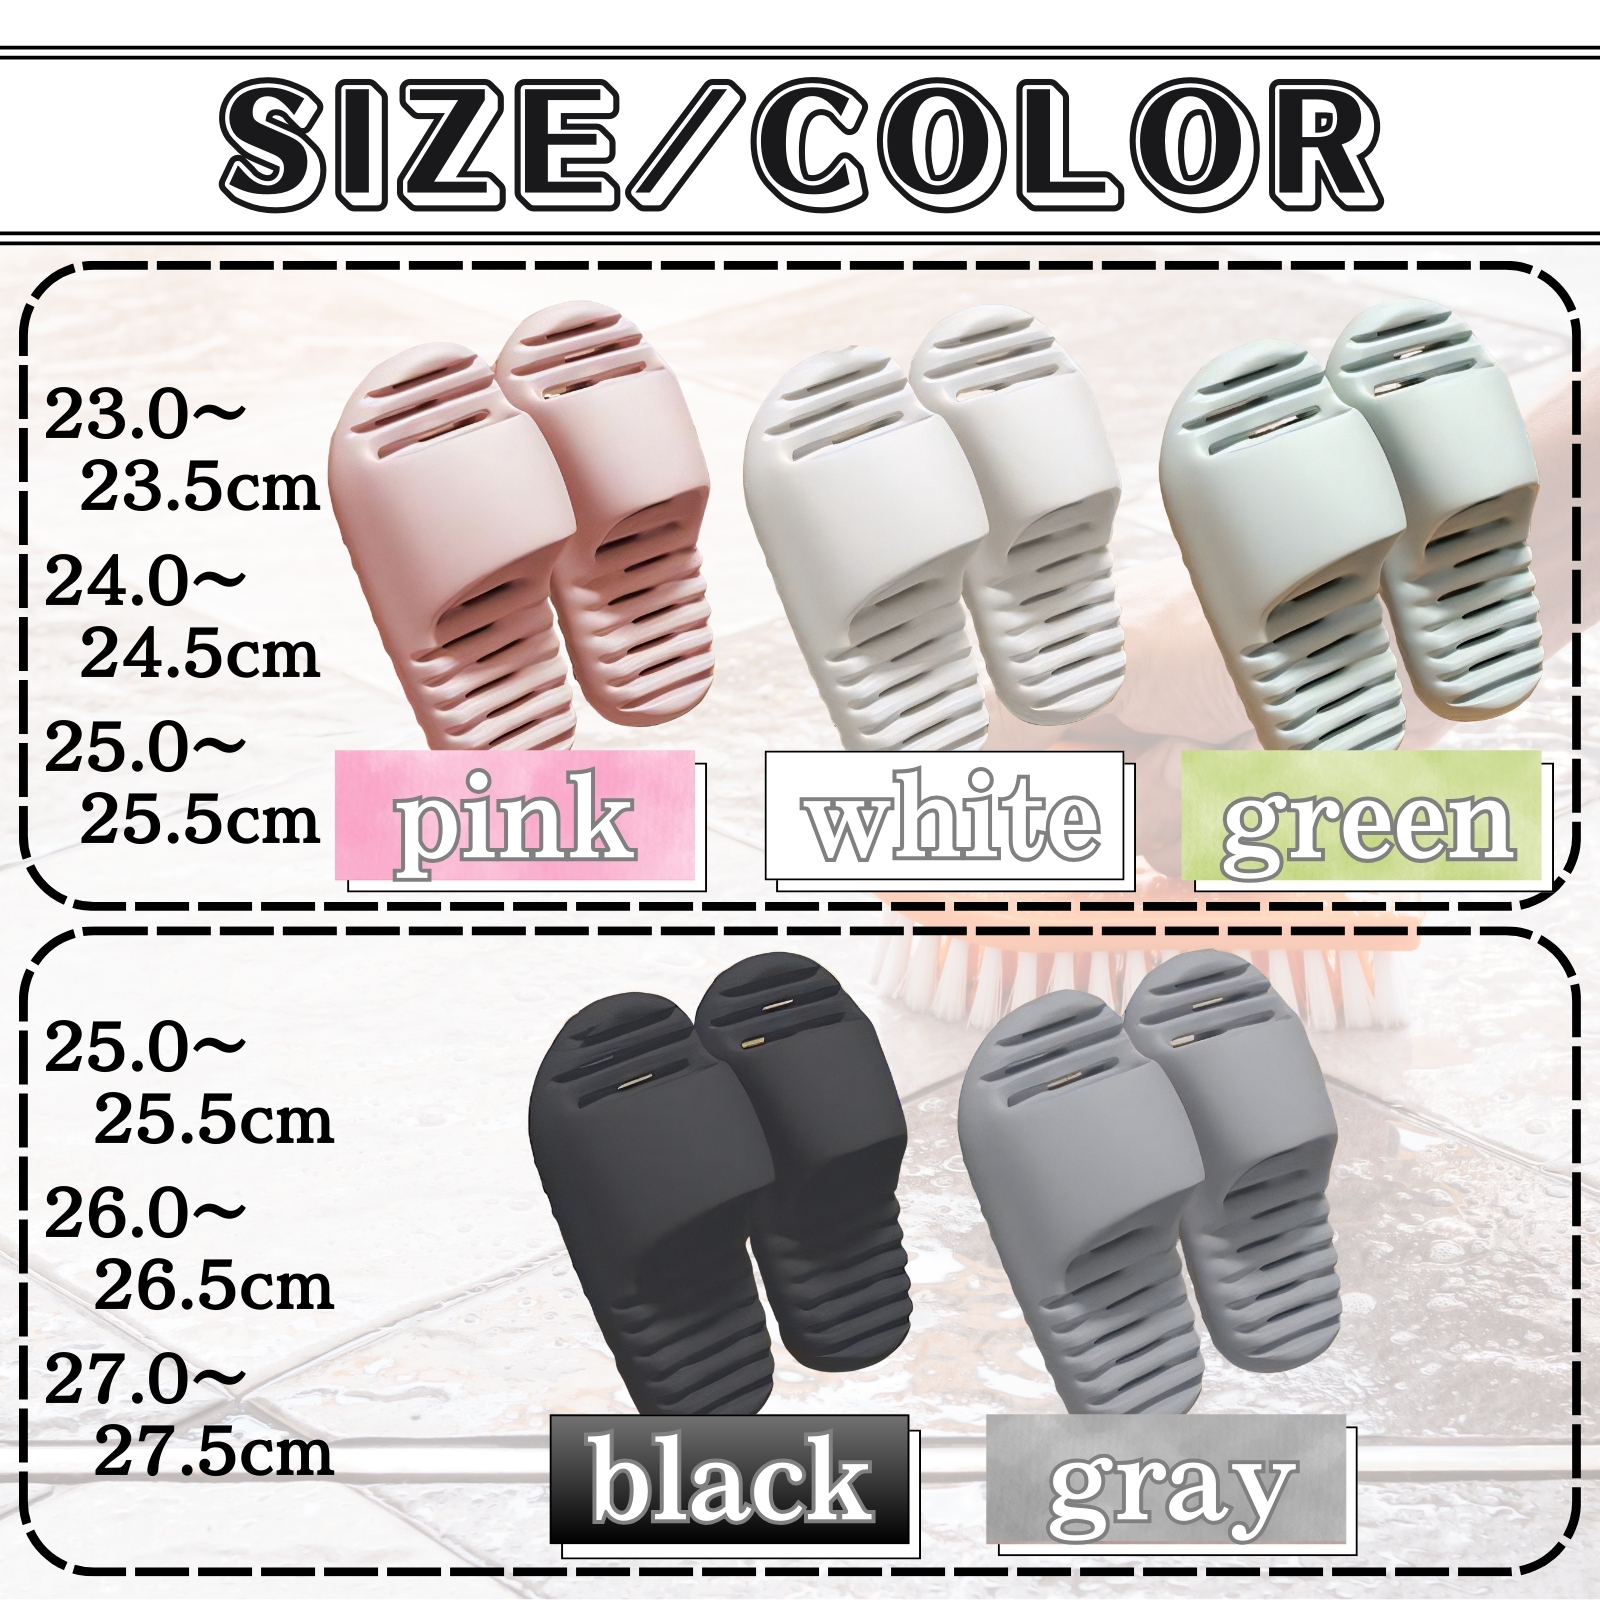 SIZE/COLOR
23.0〜
23.5cm
24.0〜
24.5cm
25.0〜
25.5cm
pink
white
green
25.0〜
25.5cm
26.0〜
26.5cm
27.0〜
27.5cm
black
gray